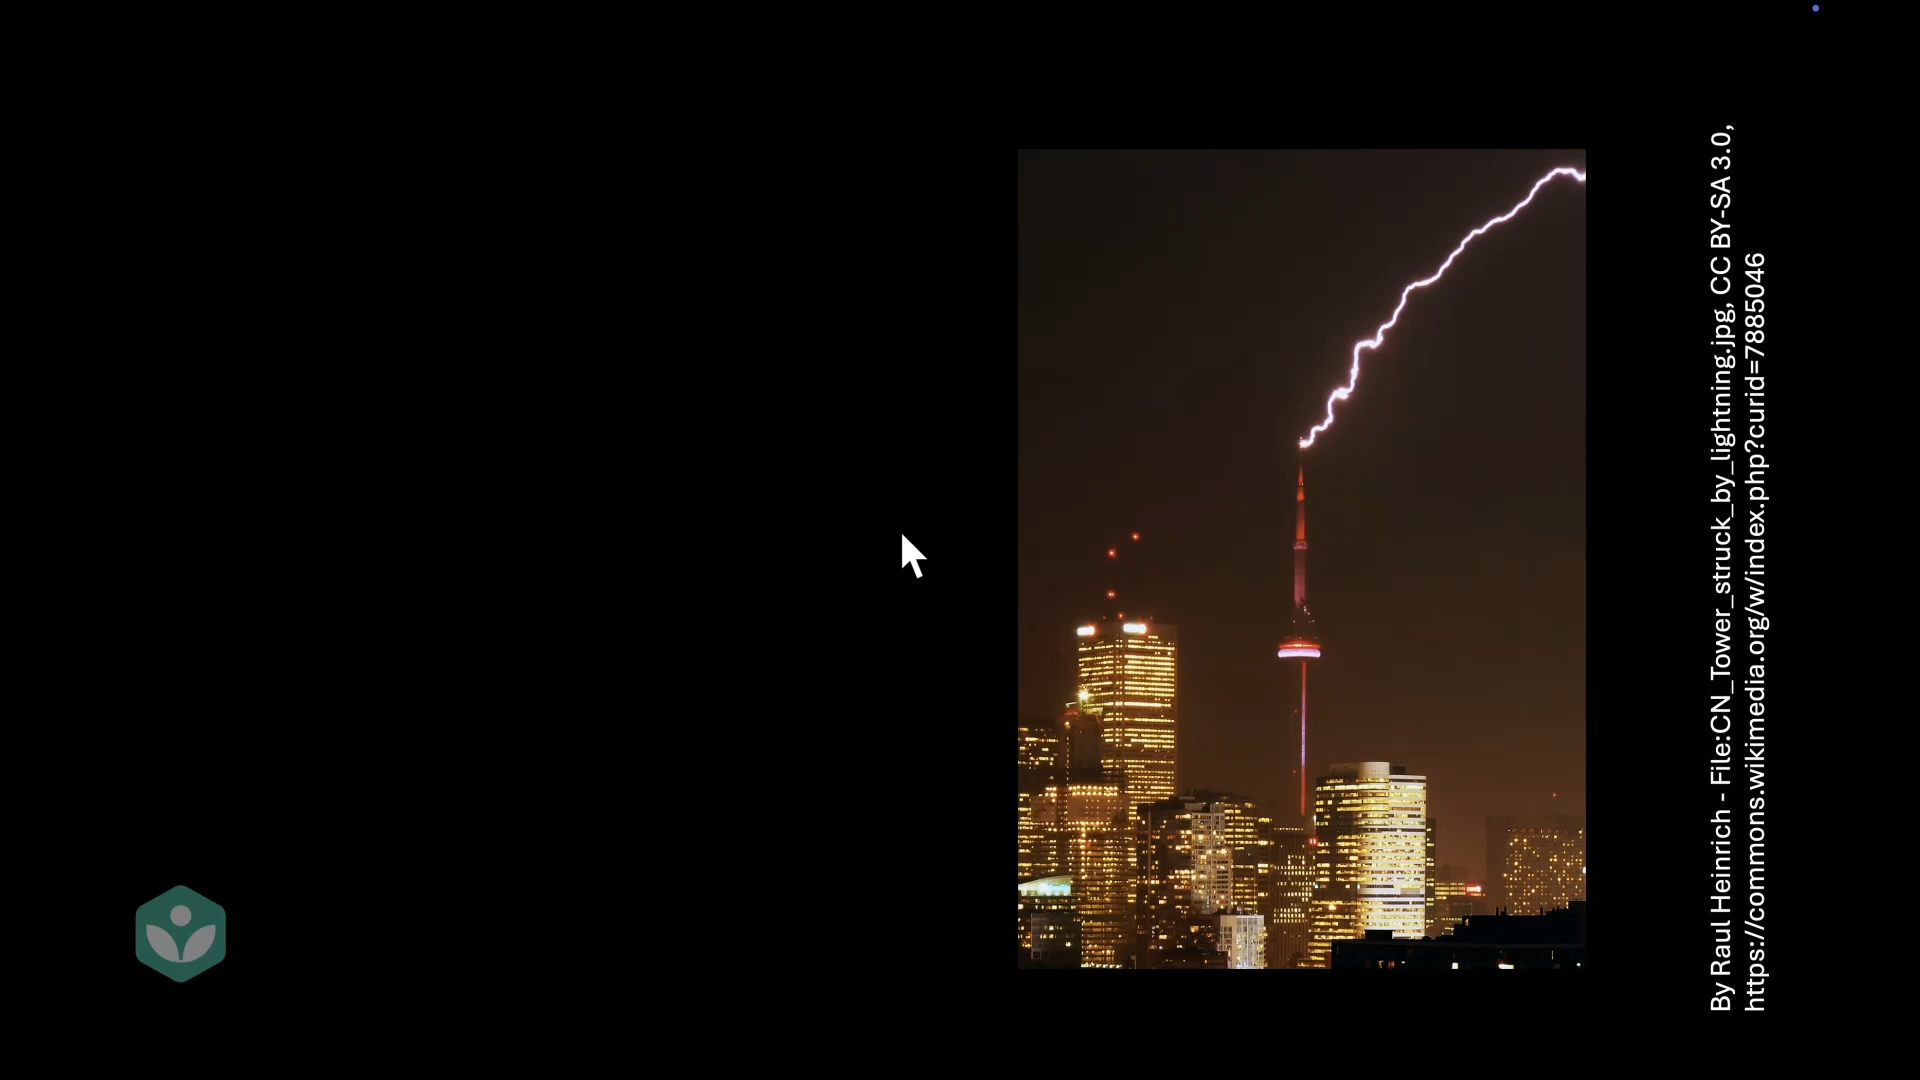 By Raul Heinrich - File:CN_Tower_struck_by_lightning.jpg, CC BY-SA 3.0,
https://commons.wikimedia.org/w/index.php?curid=7885046